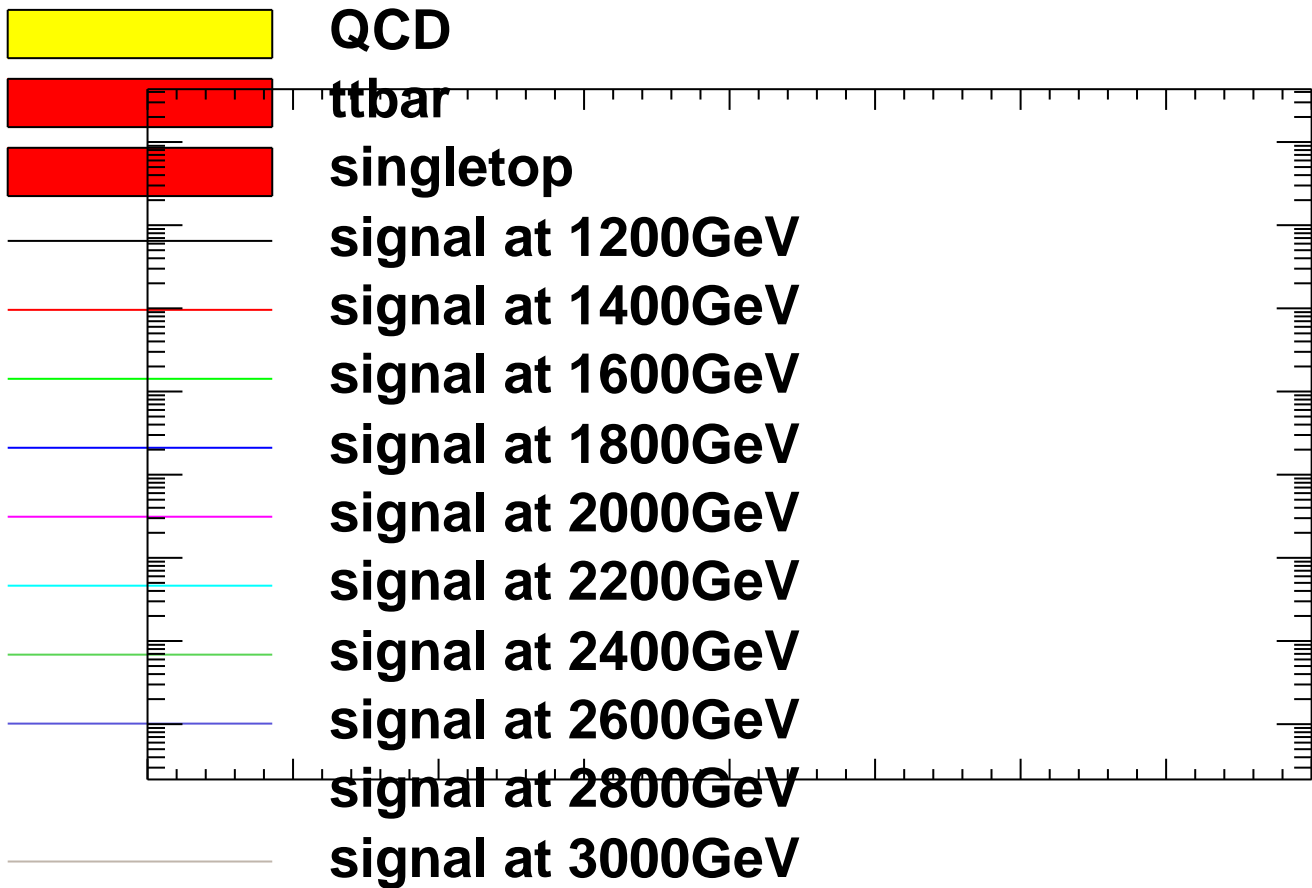 QCD
ttbar
singletop
signal at 1200GeV
signal at 1400GeV
signal at 1600GeV
signal at 1800GeV
signal at 2000GeV
signal at 2200GeV
signal at 2400GeV
signal at 2600GeV
signal at 2800GeV
signal at 3000GeV